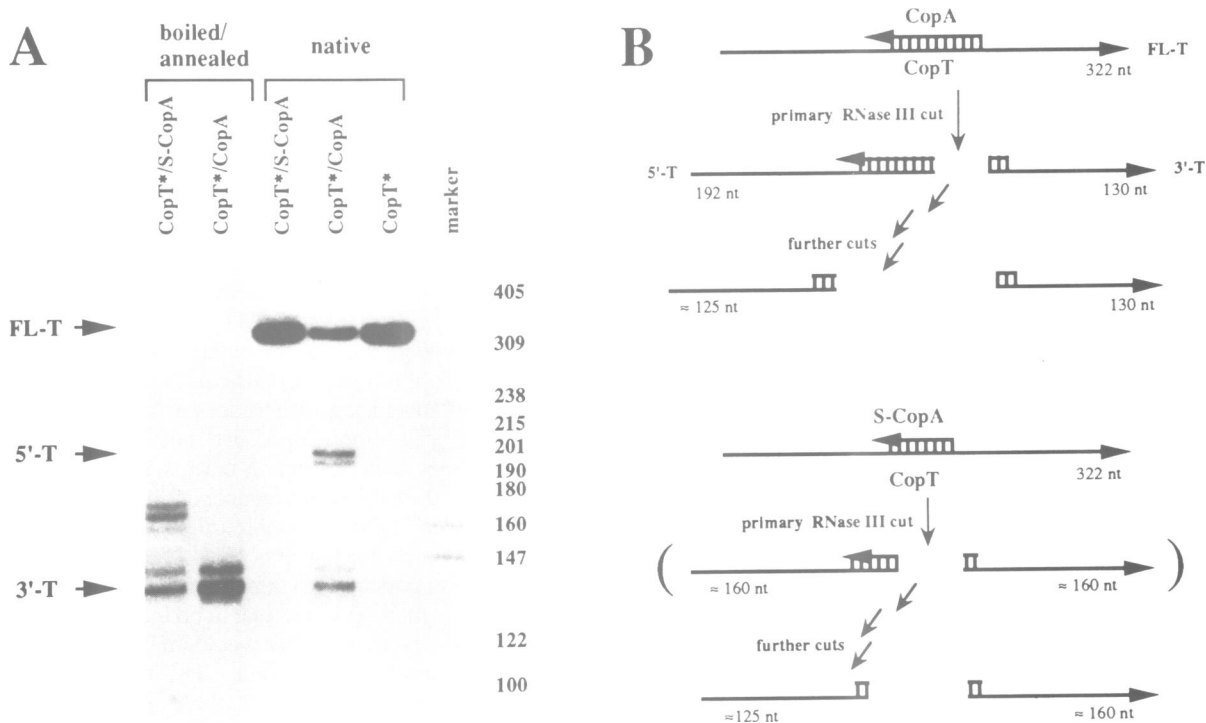 A
boiled/
annealed
native
CopT*/S-CopA
CopT*/CopA
CopT*/S-CopA
CopT*/CopA
CopT*
marker
FL-T
5'-T
3'-T
405
309
238
215
201
190
180
160
147
122
100
B
CopA
CopT
FL-T
322 nt
primary RNase III cut
5'-T
3'-T
192 nt
130 nt
further cuts
≈ 125 nt
130 nt
S-CopA
CopT
322 nt
primary RNase III cut
( )
≈ 160 nt
≈ 160 nt
further cuts
≈125 nt
≈ 160 nt